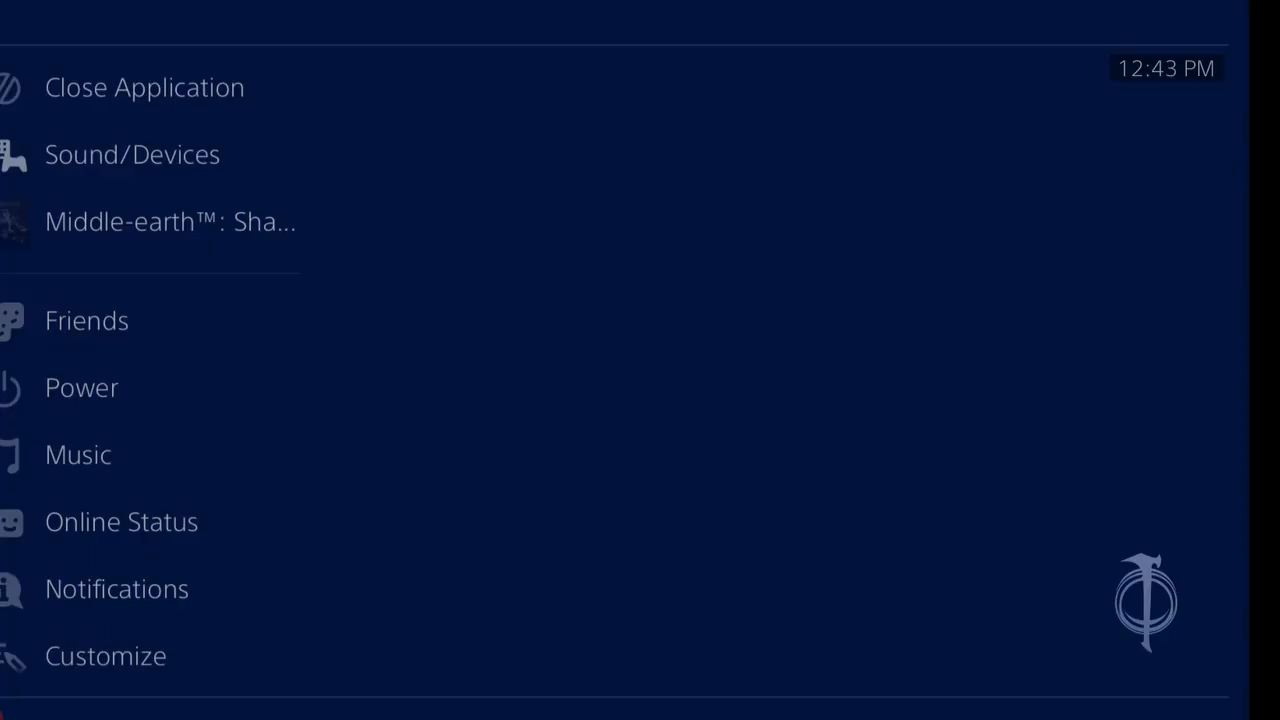 12:43 PM
Close Application
Sound/Devices
Middle-earth™: Sha...
Friends
Power
Music
Online Status
Notifications
Customize